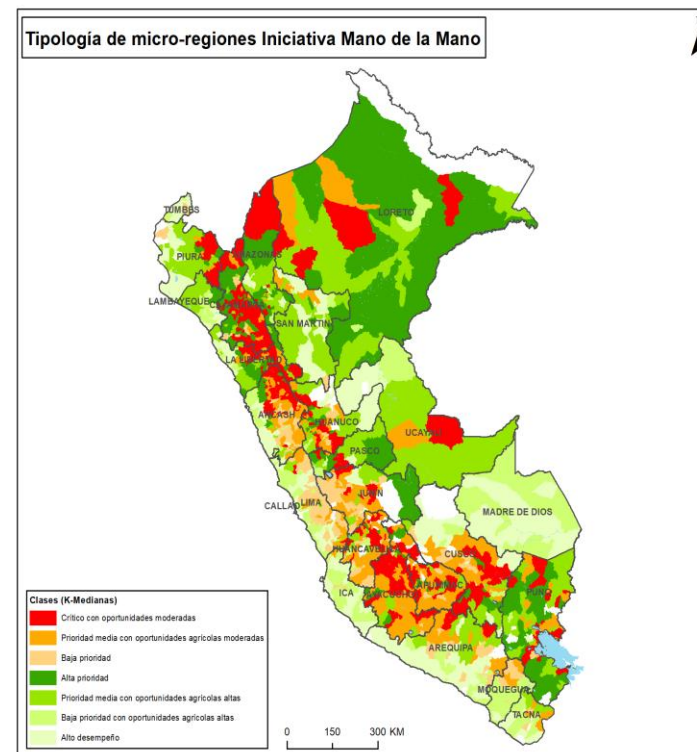 Tipología de micro-regiones Iniciativa Mano de la Mano
LORETO
TUMBES
PIURA
AMAZONAS
LAMBAYEQUE
SAN MARTIN
LA LIBERTAD
ANCASH
HUANUCO
UCAYALI
PASCO
JUNIN
CALLAO
LIMA
MADRE DE DIOS
HUANCAVELICA
CUSCO
ICA
AYACUCHO
APURIMAC
PUNO
AREQUIPA
MOQUEGUA
TACNA
Clases (K-Medianas)
Crítico con oportunidades moderadas
Prioridad media con oportunidades agrícolas moderadas
Baja prioridad
Alta prioridad
Prioridad media con oportunidades agrícolas altas
Baja prioridad con oportunidades agrícolas altas
Alto desempeño
0 150 300 KM